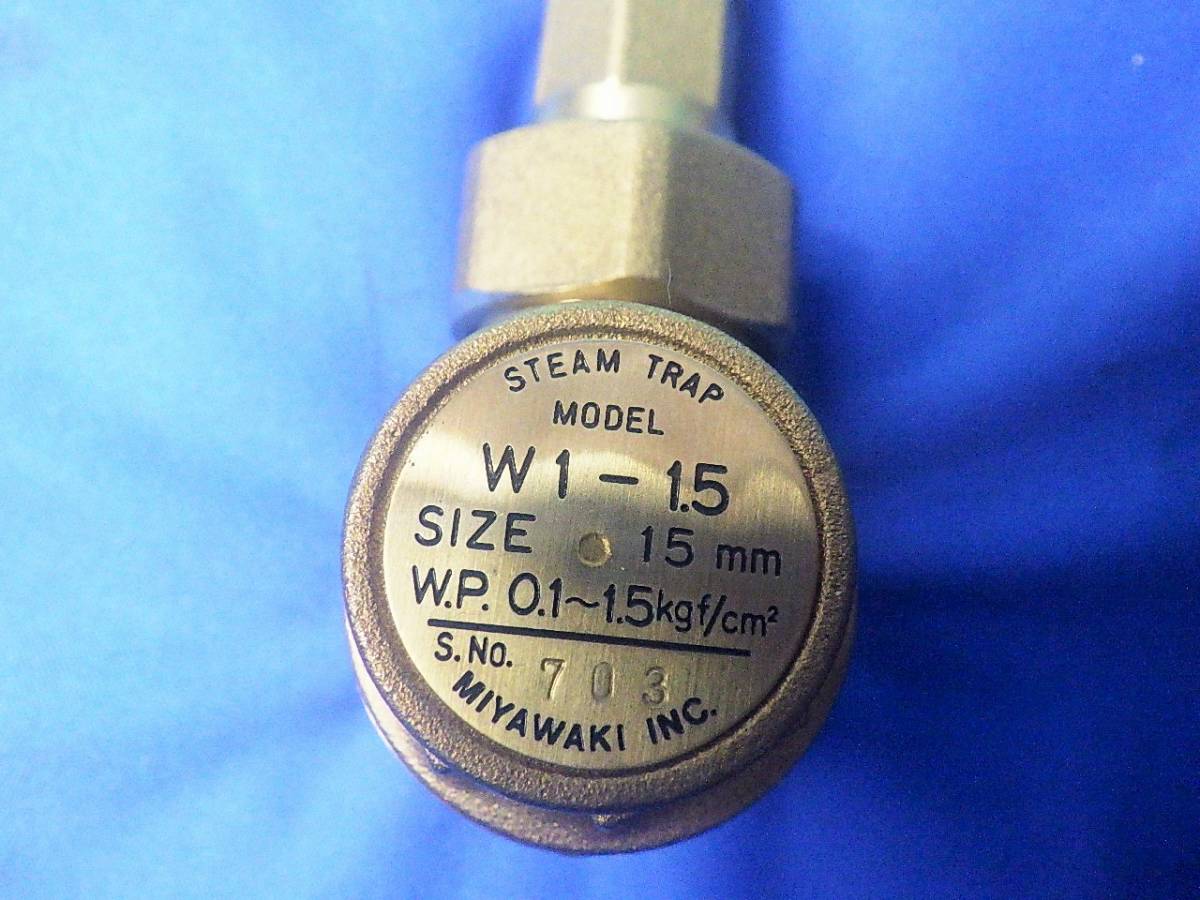 STEAM TRAP
MODEL
W1-1.5
SIZE 15 mm
W.P. 0.1~1.5kgf/cm²
S.NO. 703
MIYAWAKI INC.